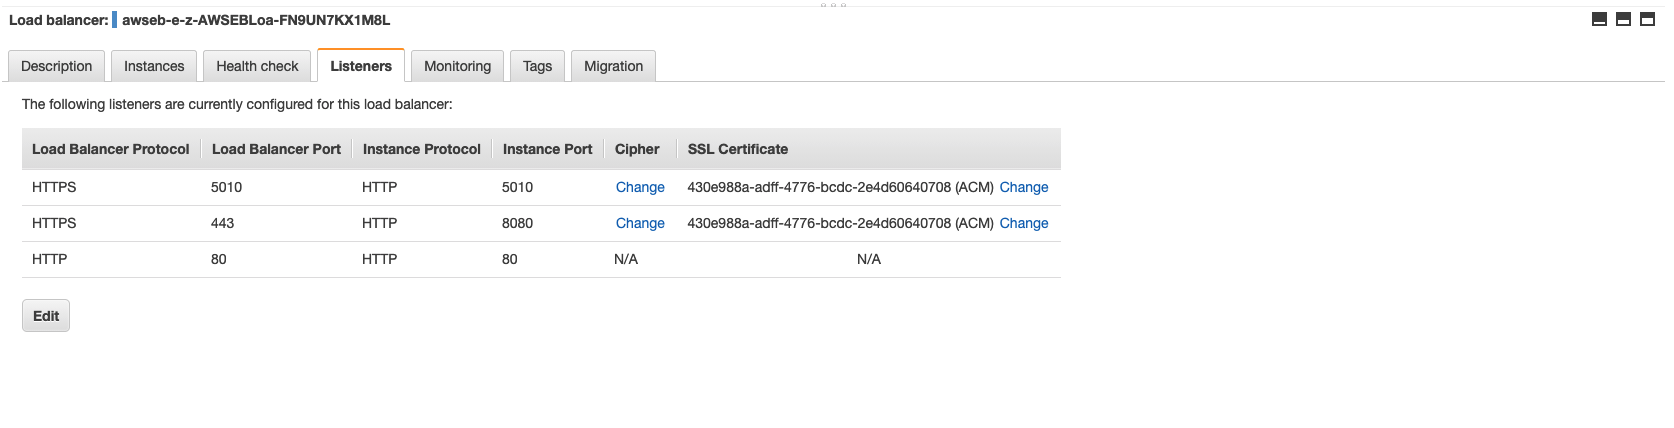 Load balancer: awseb-e-z-AWSEBLoa-FN9UN7KX1M8L
Description Instances Health check Listeners Monitoring Tags Migration
The following listeners are currently configured for this load balancer:
Load Balancer Protocol Load Balancer Port Instance Protocol Instance Port Cipher SSL Certificate
HTTPS 5010 HTTP 5010 Change 430e988a-adff-4776-bcdc-2e4d60640708 (ACM) Change
HTTPS 443 HTTP 8080 Change 430e988a-adff-4776-bcdc-2e4d60640708 (ACM) Change
HTTP 80 HTTP 80 N/A N/A
Edit